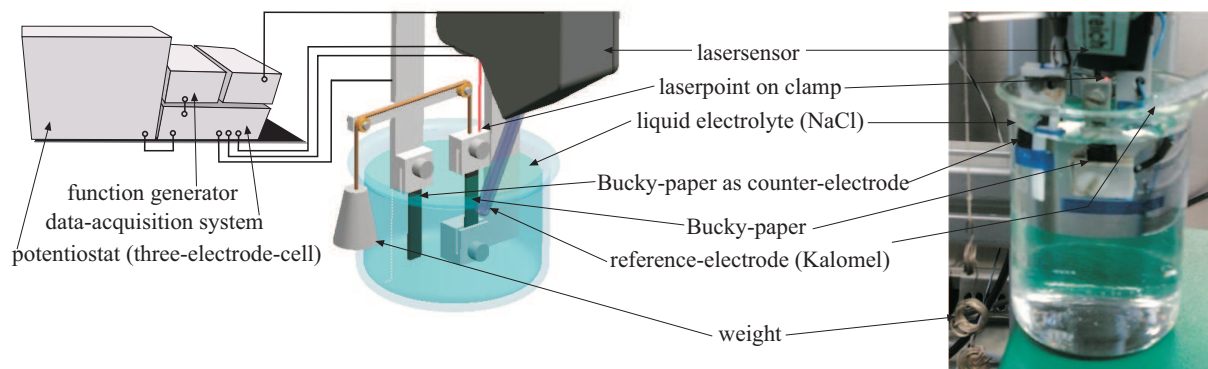 function generator
data-acquisition system
potentiostat (three-electrode-cell)
lasersensor
laserpoint on clamp
liquid electrolyte (NaCl)
Bucky-paper as counter-electrode
Bucky-paper
reference-electrode (Kalomel)
weight